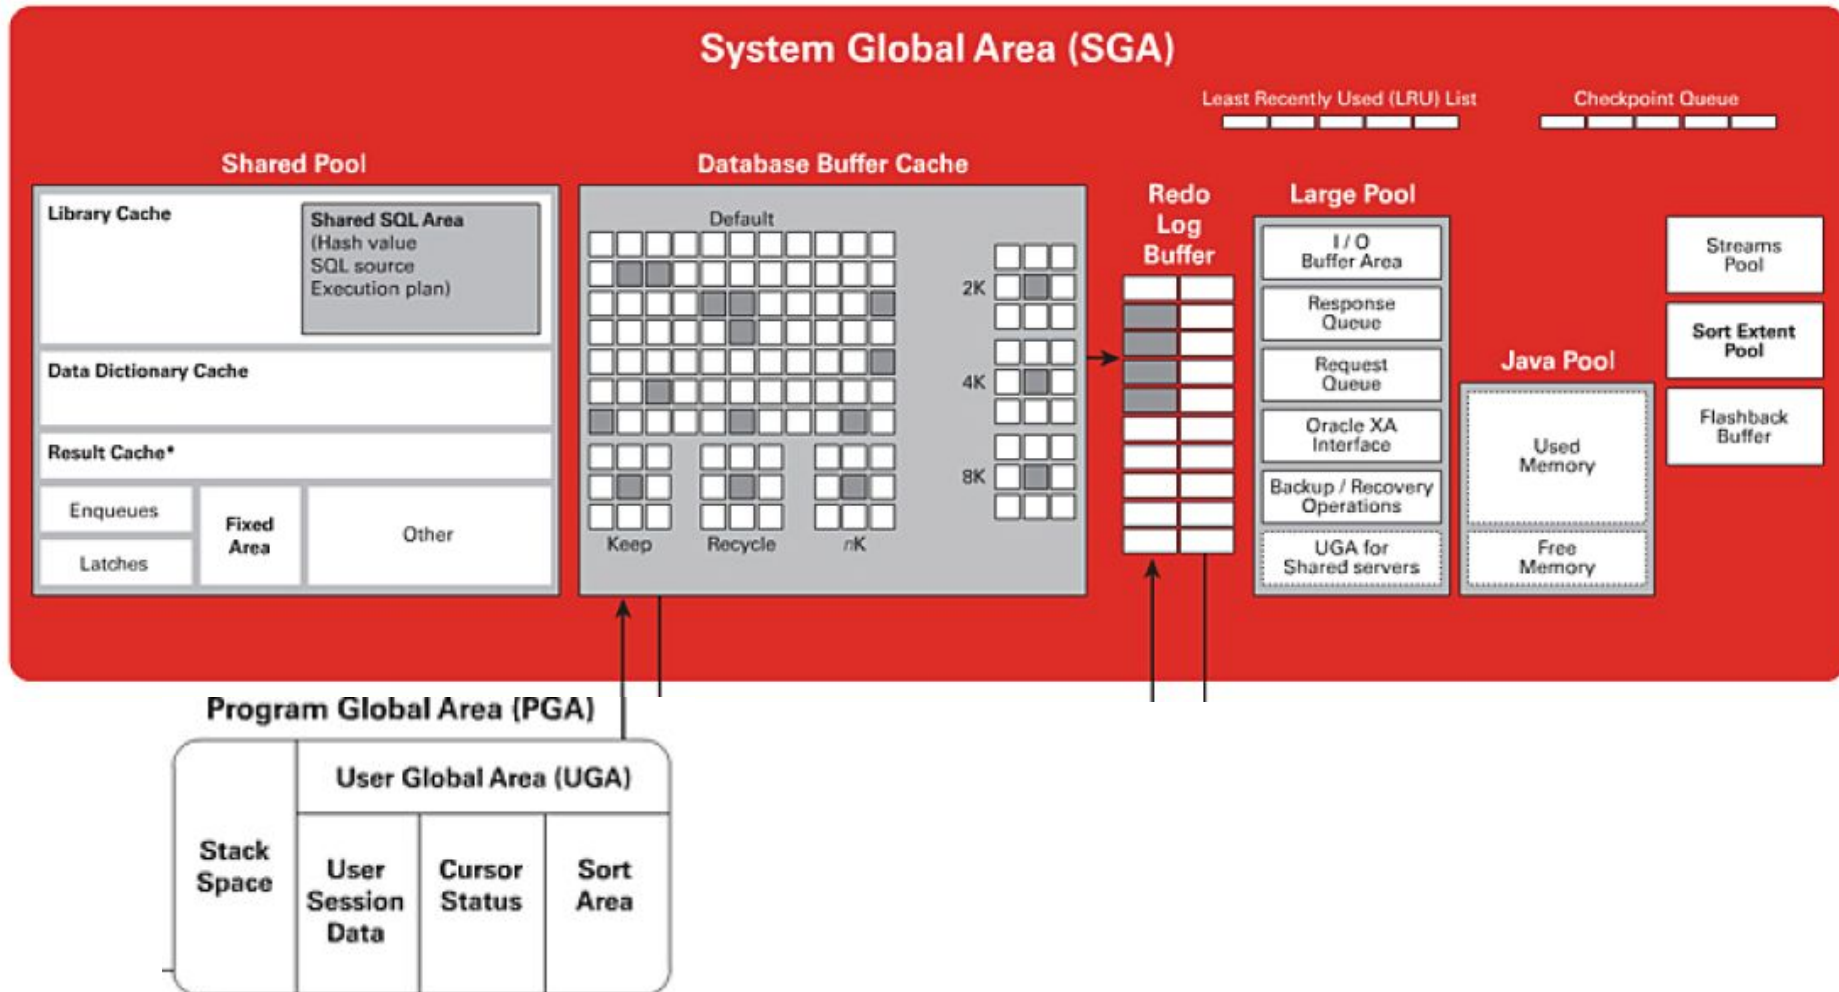 System Global Area (SGA)
Least Recently Used (LRU) List
Checkpoint Queue
Shared Pool
Library Cache
Shared SQL Area
(Hash value
SQL source
Execution plan)
Data Dictionary Cache
Result Cache*
Enqueues
Latches
Fixed
Area
Other
Database Buffer Cache
Default
2K
4K
8K
Keep
Recycle
nK
Redo
Log
Buffer
Large Pool
I / O
Buffer Area
Response
Queue
Request
Queue
Oracle XA
Interface
Backup / Recovery
Operations
UGA for
Shared servers
Java Pool
Used
Memory
Free
Memory
Streams
Pool
Sort Extent
Pool
Flashback
Buffer
Program Global Area (PGA)
User Global Area (UGA)
Stack
Space
User
Session
Data
Cursor
Status
Sort
Area